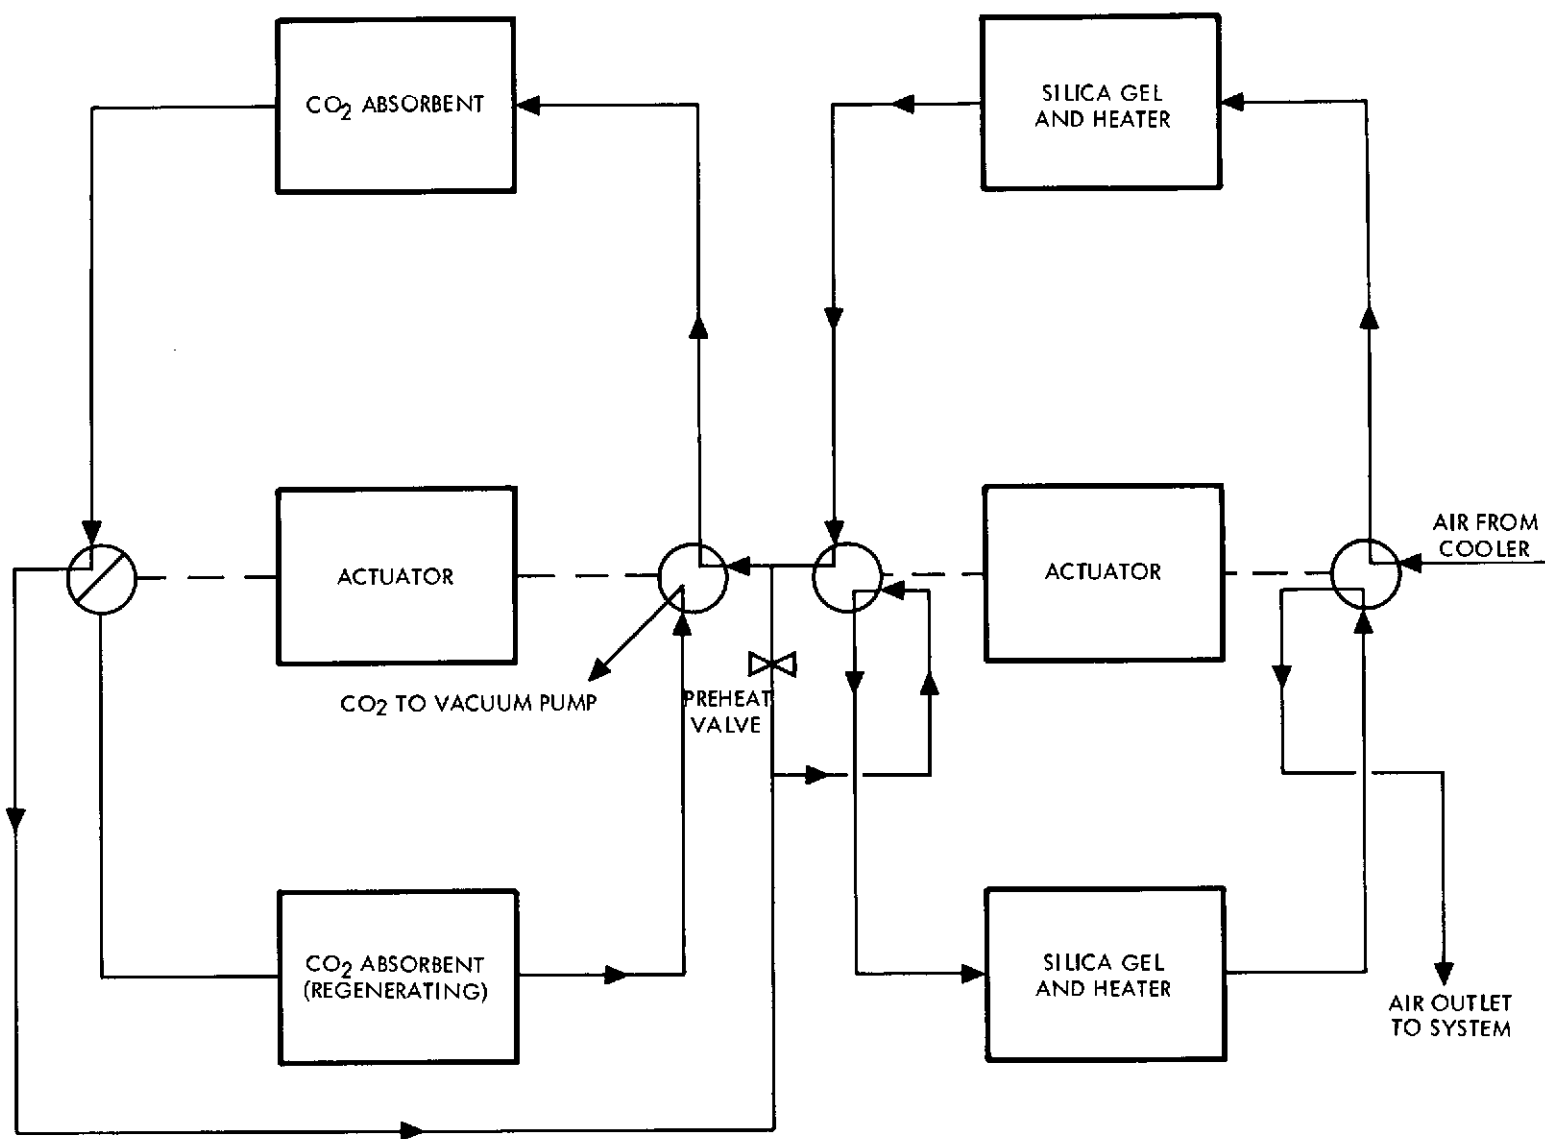 CO2 ABSORBENT
SILICA GEL
AND HEATER
ACTUATOR
ACTUATOR
AIR FROM
COOLER
CO2 TO VACUUM PUMP
PREHEAT
VALVE
CO2 ABSORBENT
(REGENERATING)
SILICA GEL
AND HEATER
AIR OUTLET
TO SYSTEM